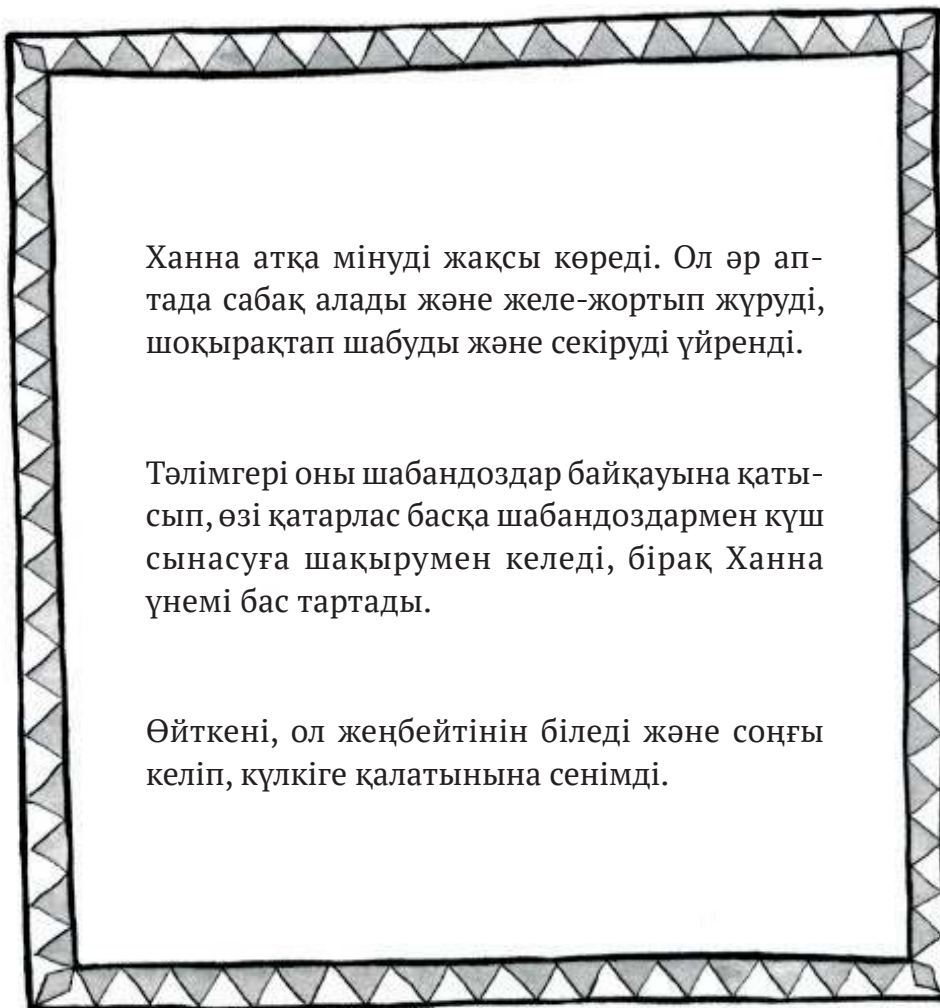 Ханна атқа мінуді жақсы көреді. Ол әр ап-
тада сабақ алады және желе-жортып жүруді,
шоқырақтап шабуды және секіруді үйренді.
Тәлімгері оны шабандоздар байқауына қаты-
сып, өзі қатарлас басқа шабандоздармен күш
сынасуға шақырумен келеді, бірақ Ханна
үнемі бас тартады.
Өйткені, ол жеңбейтінін біледі және соңғы
келіп, күлкіге қалатынына сенімді.